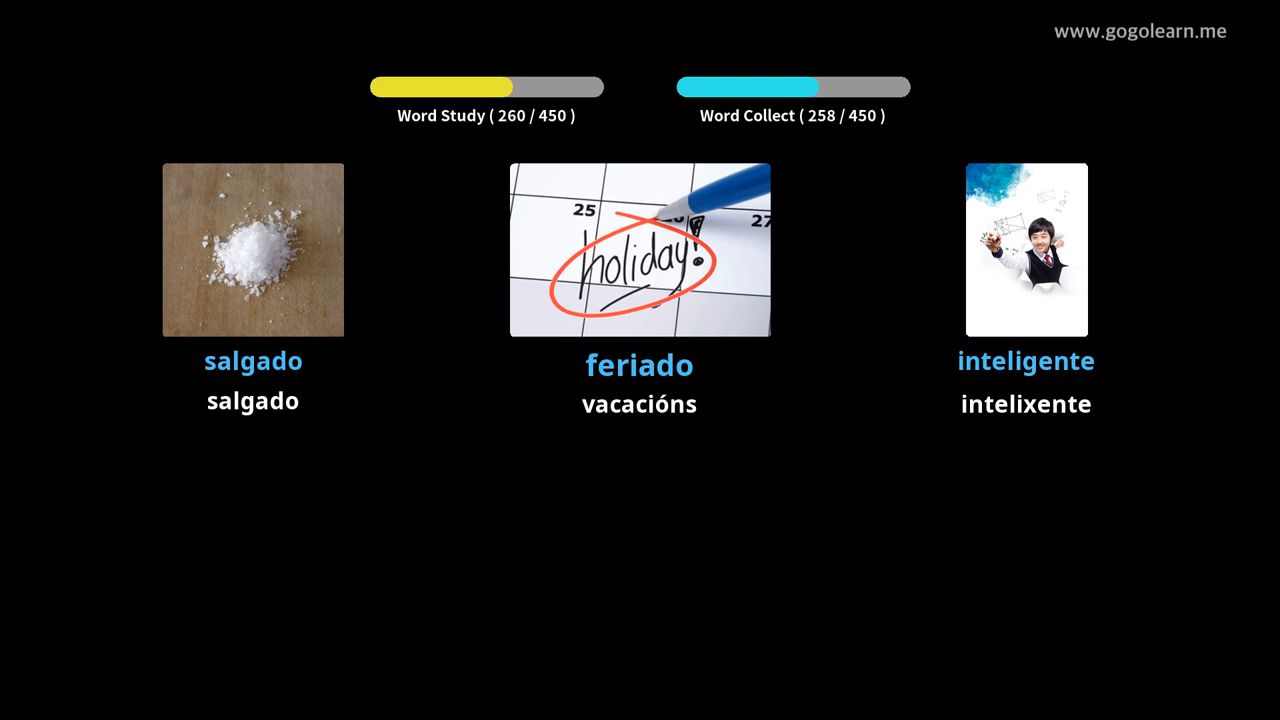 www.gogolearn.me
Word Study ( 260 / 450 )
Word Collect ( 258 / 450 )
25
27
holiday!
salgado
feriado
inteligente
salgado
vacacións
intelixente